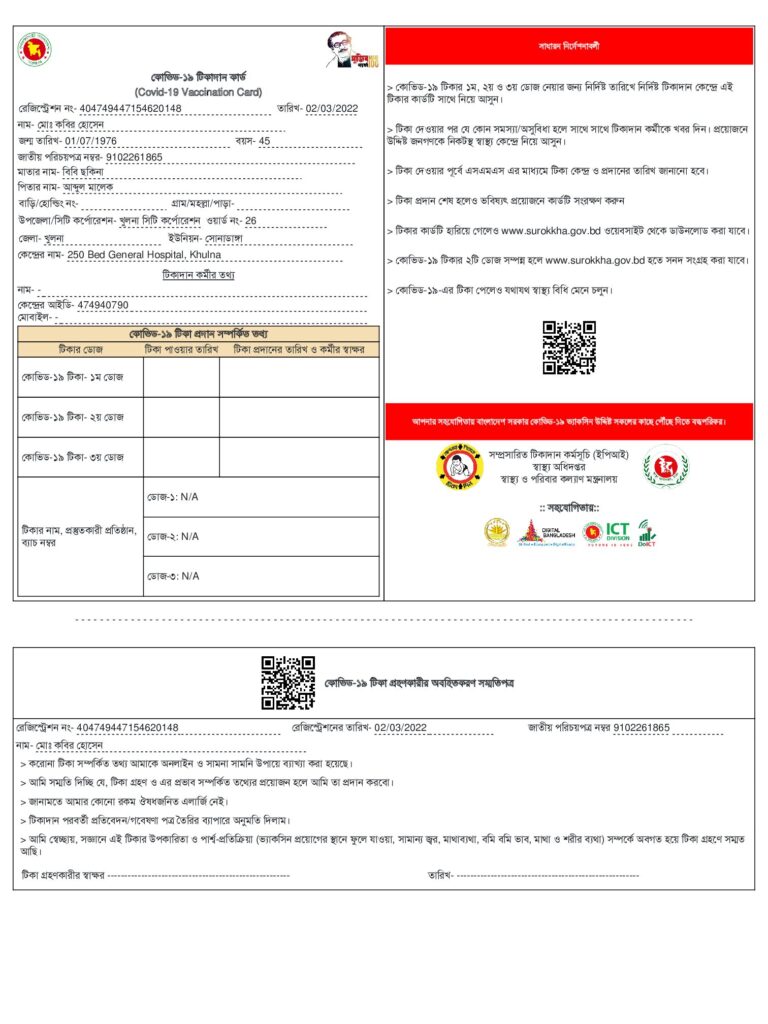 কোভিড-১৯ টিকাদান কার্ড
(Covid-19 Vaccination Card)
রেজিস্ট্রেশন নং- 404749447154620148 তারিখ- 02/03/2022
নাম- মোঃ কবির হোসেন
জন্ম তারিখ- 01/07/1976 বয়স- 45
জাতীয় পরিচয়পত্র নম্বর- 9102261865
মাতার নাম- বিবি ছকিনা
পিতার নাম- আব্দুল মালেক
বাড়ি/হোল্ডিং নং- গ্রাম/মহল্লা/পাড়া-
উপজেলা/সিটি কর্পোরেশন- খুলনা সিটি কর্পোরেশন ওয়ার্ড নং- 26
জেলা- খুলনা ইউনিয়ন- সোনাডাঙ্গা
কেন্দ্রের নাম- 250 Bed General Hospital, Khulna
টিকাদান কর্মীর তথ্য
নাম- -
কেন্দ্রের আইডি- 474940790
মোবাইল- -
কোভিড-১৯ টিকা প্রদান সম্পর্কিত তথ্য
টিকার ডোজ টিকা পাওয়ার তারিখ টিকা প্রদানের তারিখ ও কর্মীর স্বাক্ষর
কোভিড-১৯ টিকা- ১ম ডোজ
কোভিড-১৯ টিকা- ২য় ডোজ
কোভিড-১৯ টিকা- ৩য় ডোজ
টিকার নাম, প্রস্তুতকারী প্রতিষ্ঠান,
ব্যাচ নম্বর
ডোজ-১: N/A
ডোজ-২: N/A
ডোজ-৩: N/A
সাধারন নির্দেশনাবলী
> কোভিড-১৯ টিকার ১ম, ২য় ও ৩য় ডোজ নেয়ার জন্য নির্দিষ্ট তারিখে নির্দিষ্ট টিকাদান কেন্দ্রে এই
টিকার কার্ডটি সাথে নিয়ে আসুন।
> টিকা দেওয়ার পর যে কোন সমস্যা/অসুবিধা হলে সাথে সাথে টিকাদান কর্মীকে খবর দিন। প্রয়োজনে
উদ্দিষ্ট জনগণকে নিকটস্থ স্বাস্থ্য কেন্দ্রে নিয়ে আসুন।
> টিকা দেওয়ার পূর্বে এসএমএস এর মাধ্যমে টিকা কেন্দ্র ও প্রদানের তারিখ জানানো হবে।
> টিকা প্রদান শেষ হলেও ভবিষ্যৎ প্রয়োজনে কার্ডটি সংরক্ষণ করুন
> টিকার কার্ডটি হারিয়ে গেলেও www.surokkha.gov.bd ওয়েবসাইট থেকে ডাউনলোড করা যাবে।
> কোভিড-১৯ টিকার ২টি ডোজ সম্পন্ন হলে www.surokkha.gov.bd হতে সনদ সংগ্রহ করা যাবে।
> কোভিড-১৯-এর টিকা পেলেও যথাযথ স্বাস্থ্য বিধি মেনে চলুন।
আপনার সহযোগিতায় বাংলাদেশ সরকার কোভিড-১৯ ভ্যাকসিন উদ্দিষ্ট সকলের কাছে পৌঁছে দিতে বদ্ধপরিকর।
সম্প্রসারিত টিকাদান কর্মসূচি (ইপিআই)
স্বাস্থ্য অধিদপ্তর
স্বাস্থ্য ও পরিবার কল্যাণ মন্ত্রনালয়
:: সহযোগিতায়::
DIGITAL
BANGLADESH
ICT
DIVISION
FUTURE IS HERE
DoICT
কোভিড-১৯ টিকা গ্রহণকারীর অবহিতকরণ সম্মতিপত্র
রেজিস্ট্রেশন নং- 404749447154620148 রেজিস্ট্রেশনের তারিখ- 02/03/2022 জাতীয় পরিচয়পত্র নম্বর 9102261865
নাম- মোঃ কবির হোসেন
> করোনা টিকা সম্পর্কিত তথ্য আমাকে অনলাইন ও সামনা সামনি উপায়ে ব্যাখ্যা করা হয়েছে।
> আমি সম্মতি দিচ্ছি যে, টিকা গ্রহণ ও এর প্রভাব সম্পর্কিত তথ্যের প্রয়োজন হলে আমি তা প্রদান করবো।
> জানামতে আমার কোনো রকম ঔষধজনিত এলার্জি নেই।
> টিকাদান পরবর্তী প্রতিবেদন/গবেষণা পত্র তৈরির ব্যাপারে অনুমতি দিলাম।
> আমি স্বেচ্ছায়, সজ্ঞানে এই টিকার উপকারিতা ও পার্শ্ব-প্রতিক্রিয়া (ভ্যাকসিন প্রয়োগের স্থানে ফুলে যাওয়া, সামান্য জ্বর, মাথাব্যথা, বমি বমি ভাব, মাথা ও শরীর ব্যথা) সম্পর্কে অবগত হয়ে টিকা গ্রহণে সম্মত
আছি।
টিকা গ্রহণকারীর স্বাক্ষর ------------------------------------------------------- তারিখ- -------------------------------------------------------